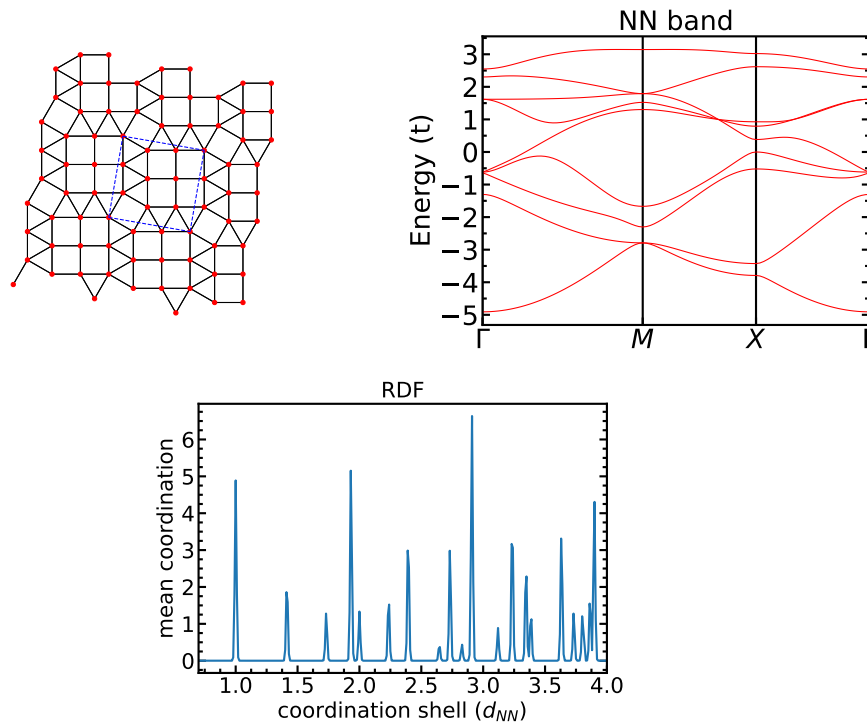 NN band
Energy (t)
3
2
1
0
−1
−2
−3
−4
−5
Γ M X Γ
RDF
mean coordination
6
5
4
3
2
1
0
1.0 1.5 2.0 2.5 3.0 3.5 4.0
coordination shell (d_NN)